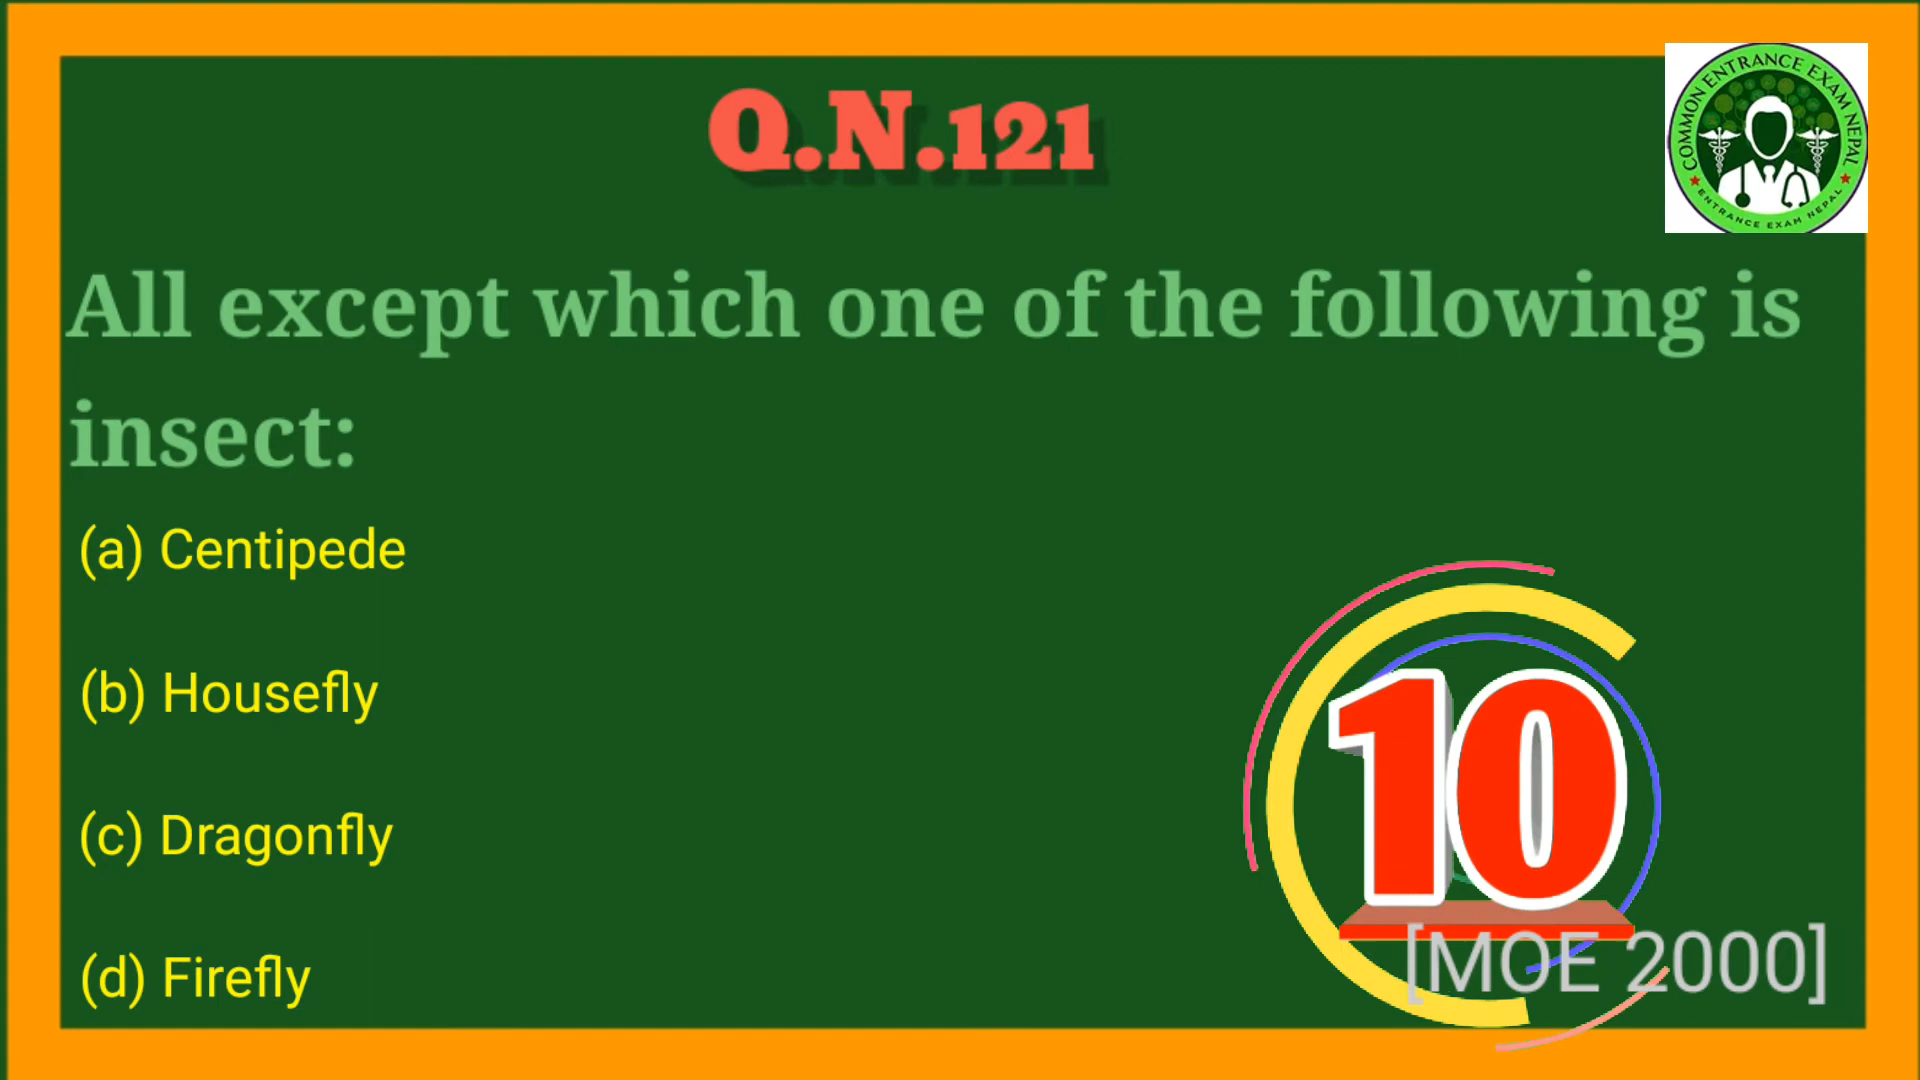 Q.N.121
COMMON ENTRANCE EXAM NEPAL
ENTRANCE EXAM NEPAL
All except which one of the following is
insect:
(a) Centipede
(b) Housefly
(c) Dragonfly
(d) Firefly
10
[MOE 2000]